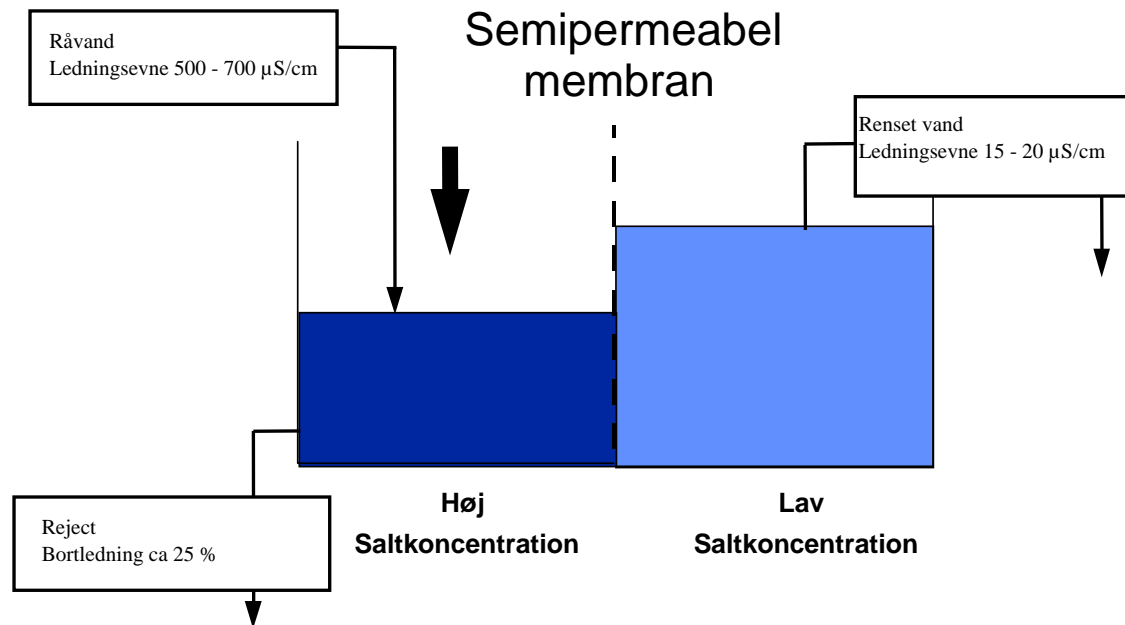 Semipermeabel
membran
Råvand
Ledningsevne 500 - 700 µS/cm
Renset vand
Ledningsevne 15 - 20 µS/cm
Høj
Saltkoncentration
Lav
Saltkoncentration
Reject
Bortledning ca 25 %